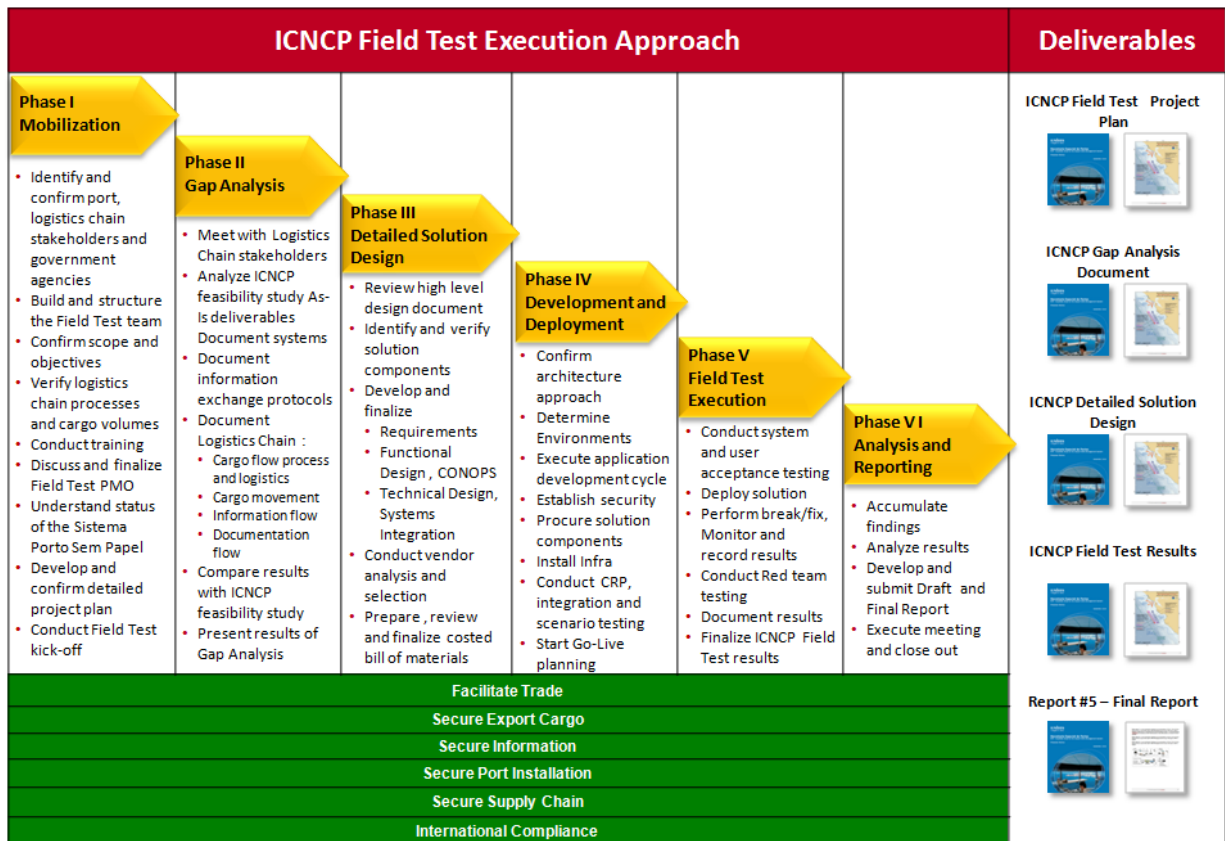 ICNCP Field Test Execution Approach
Deliverables
Phase I
Mobilization
• Identify and
confirm port,
logistics chain
stakeholders and
government
agencies
• Build and structure
the Field Test team
• Confirm scope and
objectives
• Verify logistics
chain processes
and cargo volumes
• Conduct training
• Discuss and finalize
Field Test PMO
• Understand status
of the Sistema
Porto Sem Papel
• Develop and
confirm detailed
project plan
• Conduct Field Test
kick-off
Phase II
Gap Analysis
• Meet with Logistics
Chain stakeholders
• Analyze ICNCP
feasibility study As-
Is deliverables
Document systems
• Document
information
exchange protocols
• Document
Logistics Chain :
• Cargo flow process
and logistics
• Cargo movement
• Information flow
• Documentation
flow
• Compare results
with ICNCP
feasibility study
• Present results of
Gap Analysis
Phase III
Detailed Solution
Design
• Review high level
design document
• Identify and verify
solution
components
• Develop and
finalize
• Requirements
• Functional
Design , CONOPS
• Technical Design,
Systems
Integration
• Conduct vendor
analysis and
selection
• Prepare , review
and finalize costed
bill of materials
Phase IV
Development and
Deployment
• Confirm
architecture
approach
• Determine
Environments
• Execute application
development cycle
• Establish security
• Procure solution
components
• Install Infra
• Conduct CRP,
integration and
scenario testing
• Start Go-Live
planning
Phase V
Field Test
Execution
• Conduct system
and user
acceptance testing
• Deploy solution
• Perform break/fix,
Monitor and
record results
• Conduct Red team
testing
• Document results
• Finalize ICNCP Field
Test results
Phase V I
Analysis and
Reporting
• Accumulate
findings
• Analyze results
• Develop and
submit Draft and
Final Report
• Execute meeting
and close out
ICNCP Field Test Project
Plan
ICNCP Gap Analysis
Document
ICNCP Detailed Solution
Design
ICNCP Field Test Results
Report #5 – Final Report
Facilitate Trade
Secure Export Cargo
Secure Information
Secure Port Installation
Secure Supply Chain
International Compliance